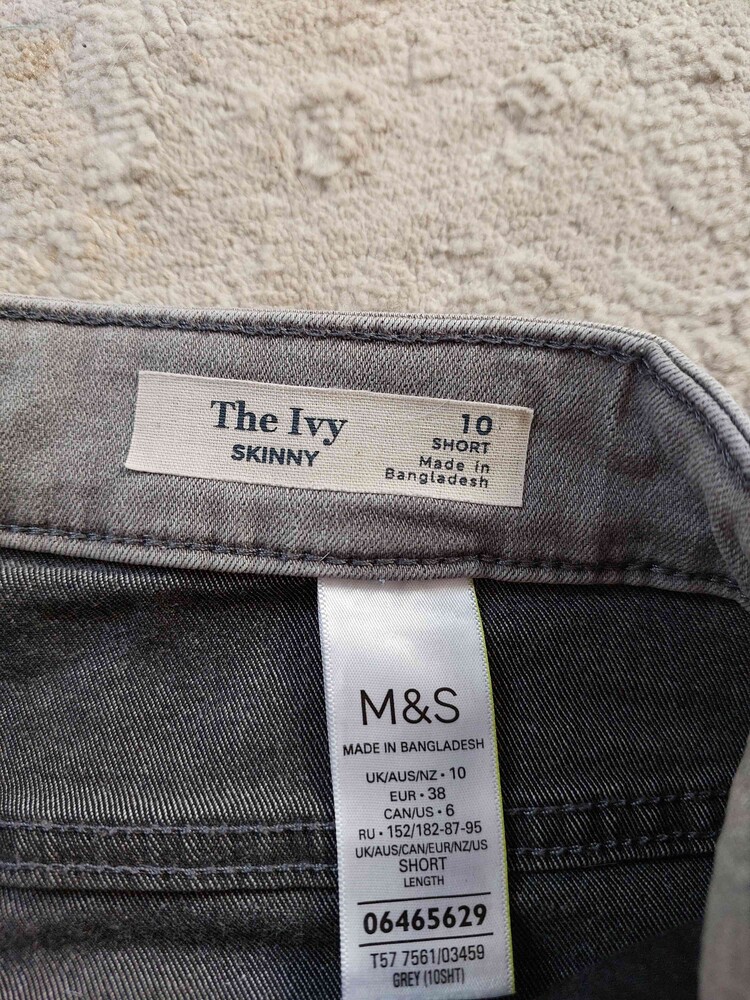 The Ivy
SKINNY
10
SHORT
Made in
Bangladesh
M&S
MADE IN BANGLADESH
UK/AUS/NZ • 10
EUR • 38
CAN/US • 6
RU • 152/182-87-95
UK/AUS/CAN/EUR/NZ/US
SHORT
LENGTH
06465629
T57 7561/03459
GREY (10SHT)